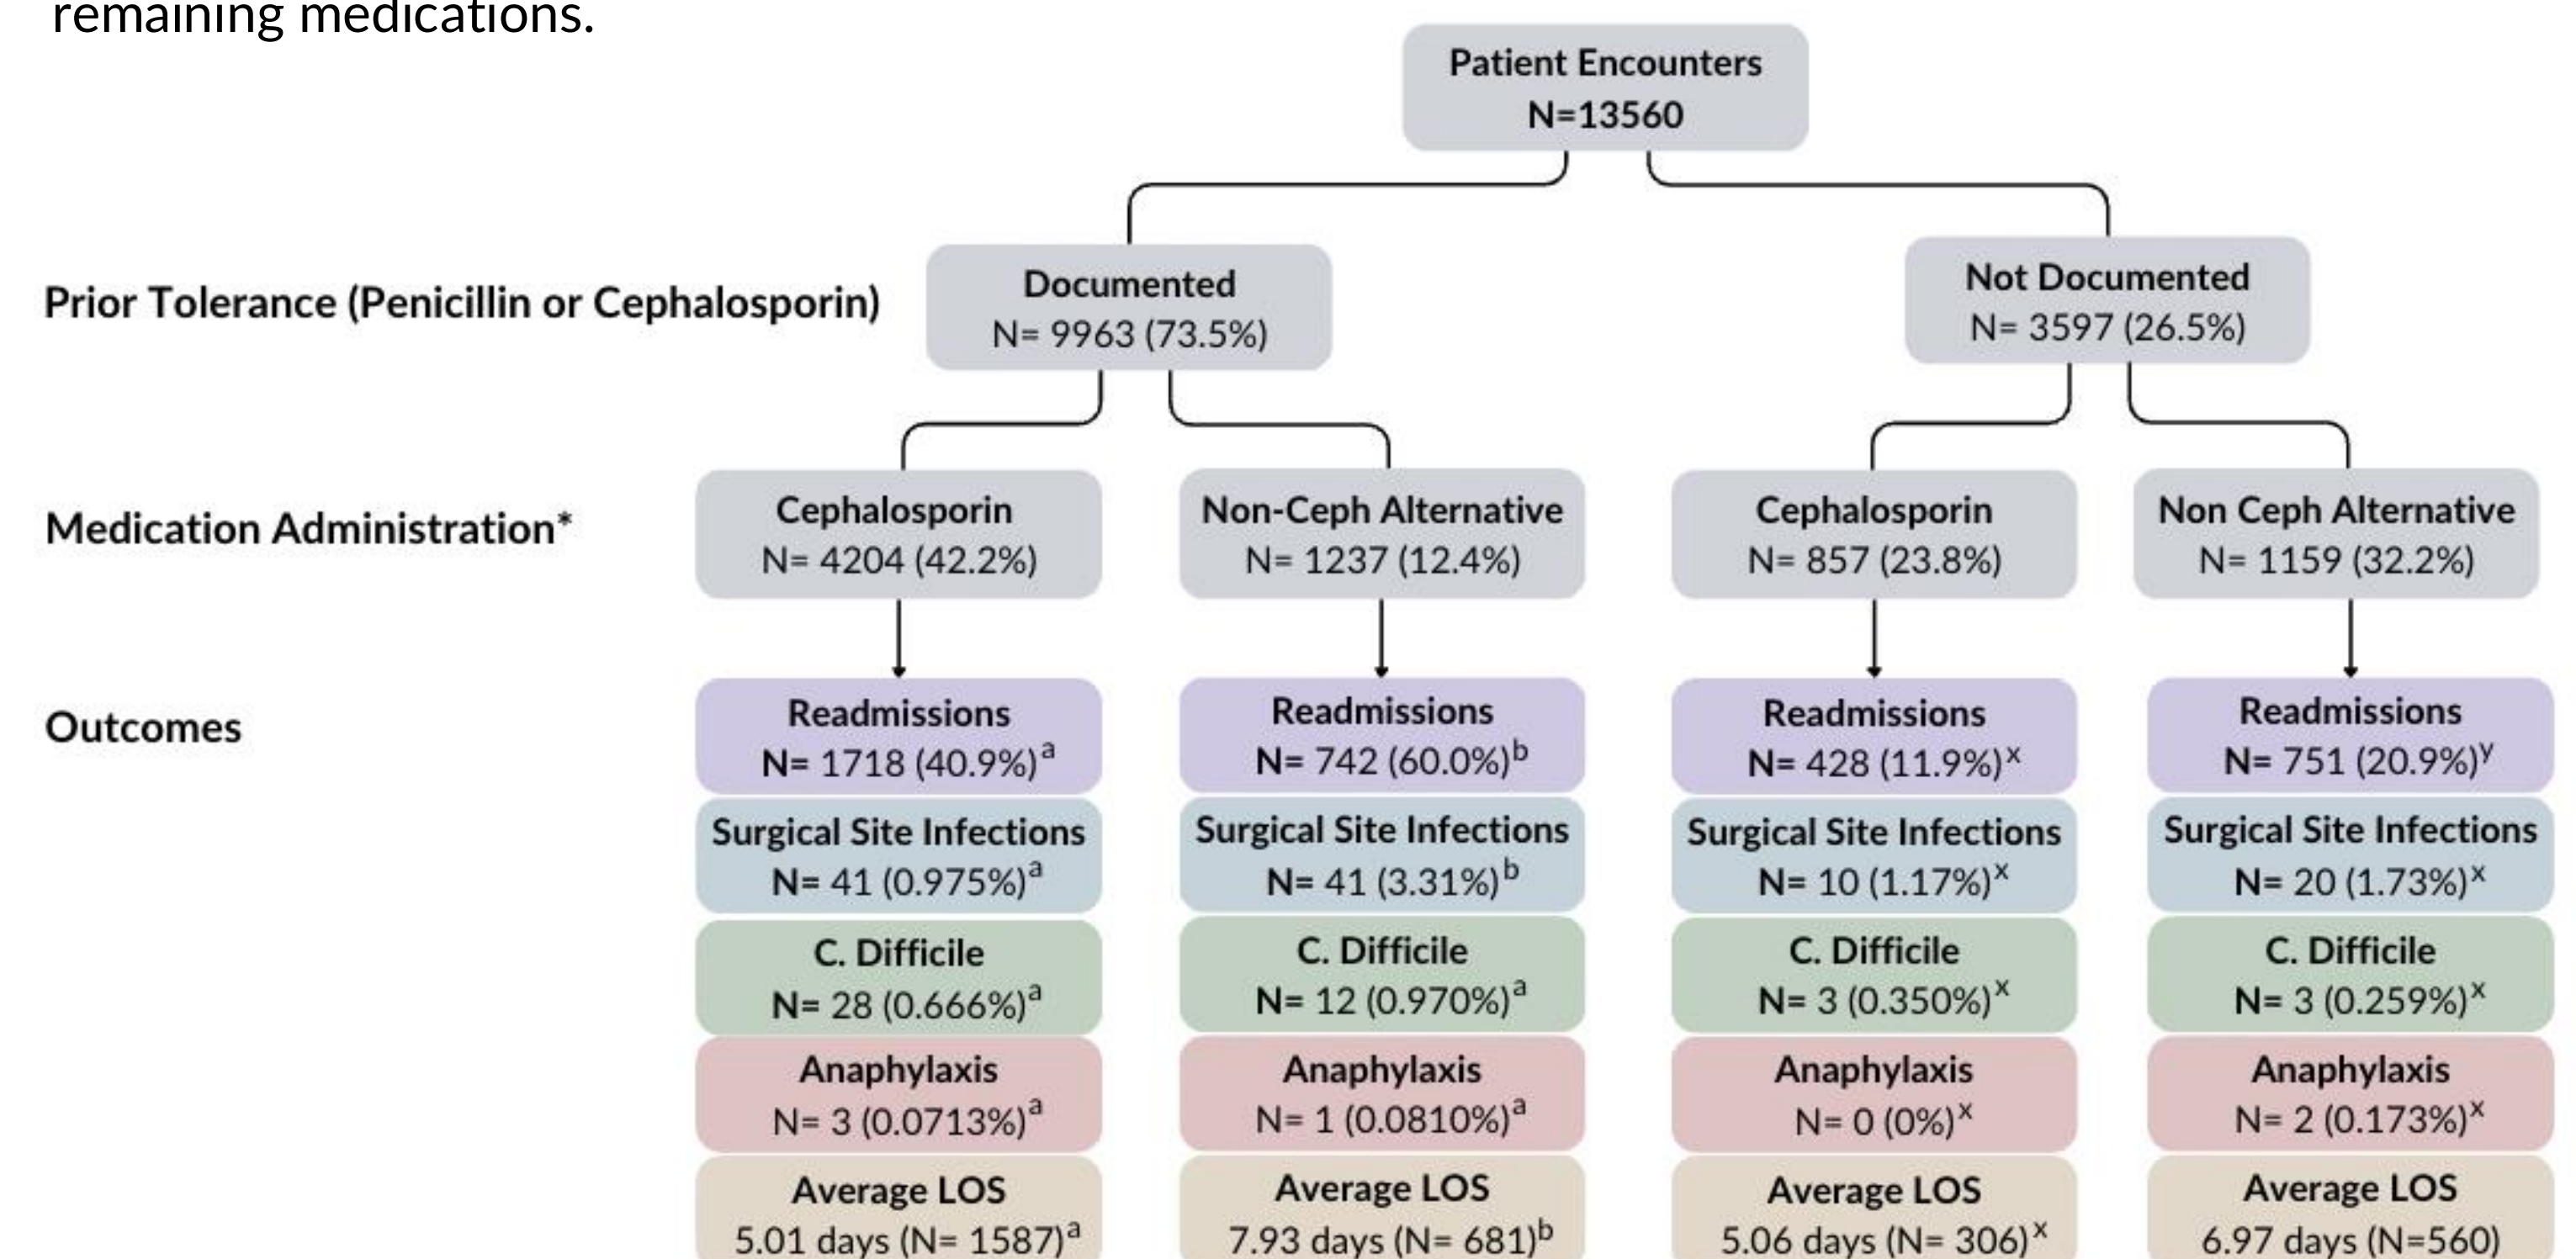 remaining medications.
Patient Encounters
N=13560
Prior Tolerance (Penicillin or Cephalosporin)
Documented
N= 9963 (73.5%)
Not Documented
N= 3597 (26.5%)
Medication Administration*
Cephalosporin
N= 4204 (42.2%)
Non-Ceph Alternative
N= 1237 (12.4%)
Cephalosporin
N= 857 (23.8%)
Non Ceph Alternative
N= 1159 (32.2%)
Outcomes
Readmissions
N= 1718 (40.9%)ᵃ
Readmissions
N= 742 (60.0%)ᵇ
Readmissions
N= 428 (11.9%)ˣ
Readmissions
N= 751 (20.9%)ʸ
Surgical Site Infections
N= 41 (0.975%)ᵃ
Surgical Site Infections
N= 41 (3.31%)ᵇ
Surgical Site Infections
N= 10 (1.17%)ˣ
Surgical Site Infections
N= 20 (1.73%)ˣ
C. Difficile
N= 28 (0.666%)ᵃ
C. Difficile
N= 12 (0.970%)ᵃ
C. Difficile
N= 3 (0.350%)ˣ
C. Difficile
N= 3 (0.259%)ˣ
Anaphylaxis
N= 3 (0.0713%)ᵃ
Anaphylaxis
N= 1 (0.0810%)ᵃ
Anaphylaxis
N= 0 (0%)ˣ
Anaphylaxis
N= 2 (0.173%)ˣ
Average LOS
5.01 days (N= 1587)ᵃ
Average LOS
7.93 days (N= 681)ᵇ
Average LOS
5.06 days (N= 306)ˣ
Average LOS
6.97 days (N=560)